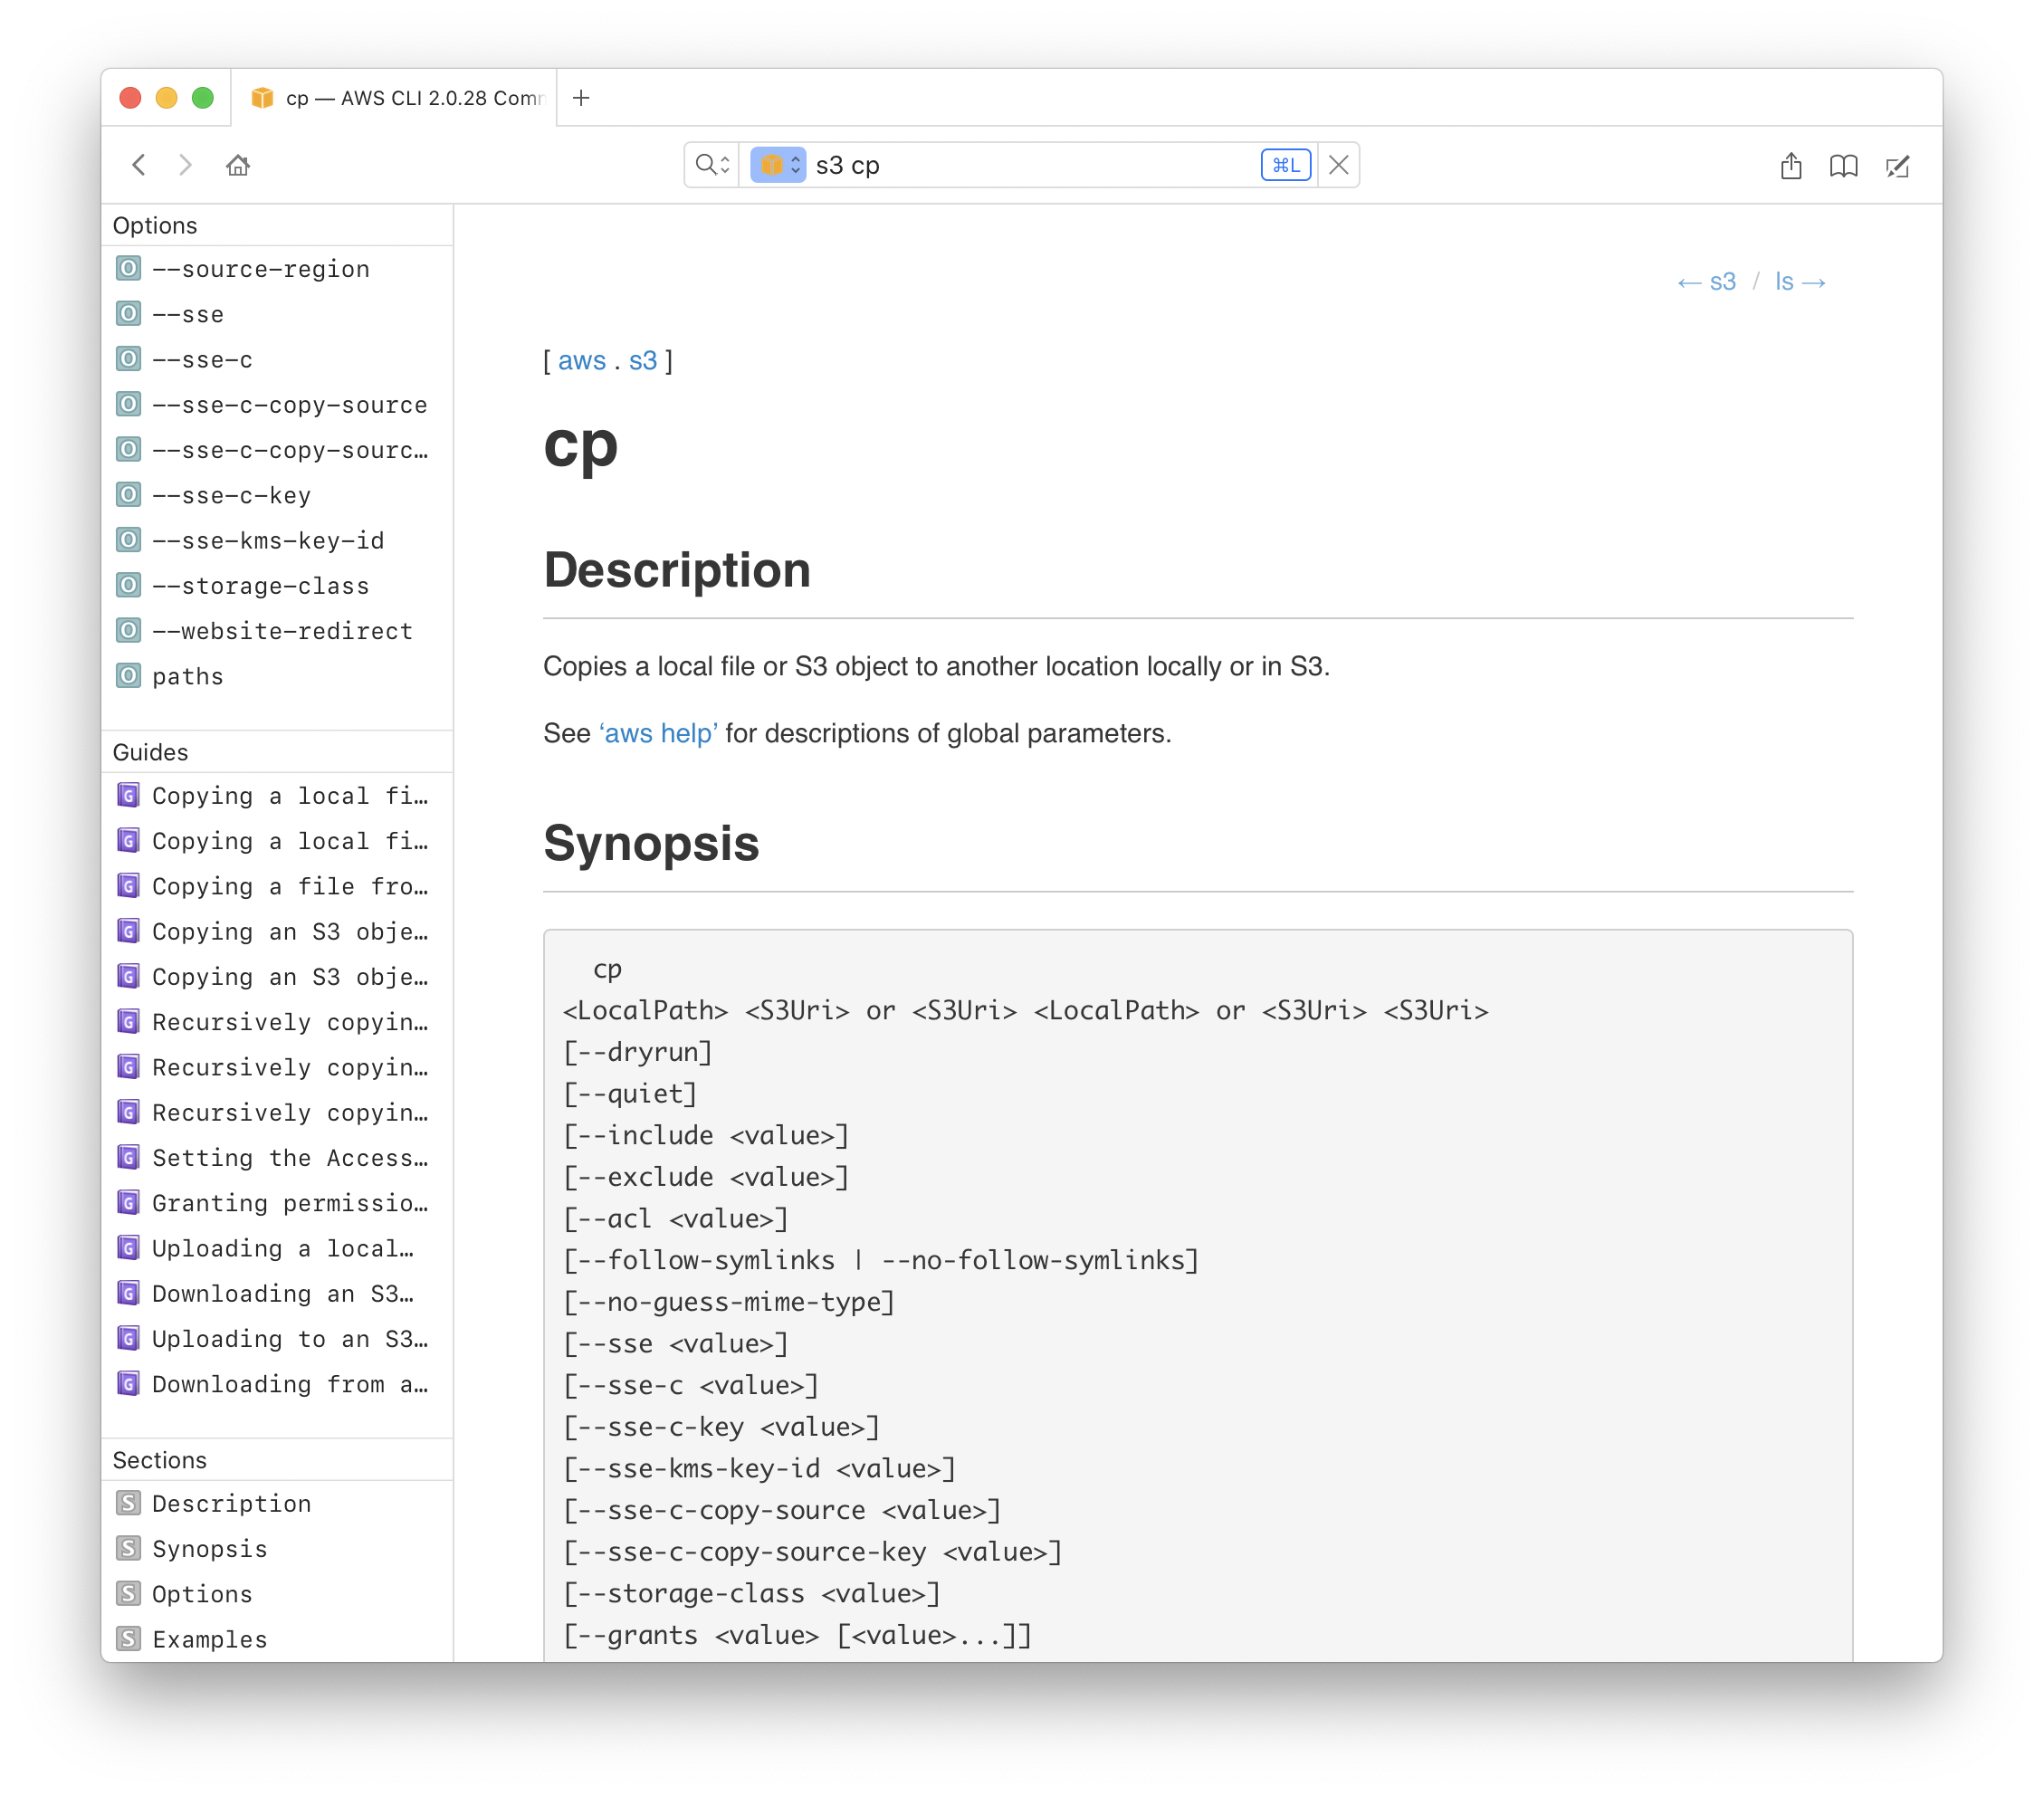 cp — AWS CLI 2.0.28 Comm
s3 cp
⌘L
Options
--source-region
--sse
--sse-c
--sse-c-copy-source
--sse-c-copy-sourc…
--sse-c-key
--sse-kms-key-id
--storage-class
--website-redirect
paths
Guides
Copying a local fi…
Copying a local fi…
Copying a file fro…
Copying an S3 obje…
Copying an S3 obje…
Recursively copyin…
Recursively copyin…
Recursively copyin…
Setting the Access…
Granting permissio…
Uploading a local…
Downloading an S3…
Uploading to an S3…
Downloading from a…
Sections
Description
Synopsis
Options
Examples
← s3 / ls →
[ aws . s3 ]
cp
Description
Copies a local file or S3 object to another location locally or in S3.
See ‘aws help’ for descriptions of global parameters.
Synopsis
cp
<LocalPath> <S3Uri> or <S3Uri> <LocalPath> or <S3Uri> <S3Uri>
[--dryrun]
[--quiet]
[--include <value>]
[--exclude <value>]
[--acl <value>]
[--follow-symlinks | --no-follow-symlinks]
[--no-guess-mime-type]
[--sse <value>]
[--sse-c <value>]
[--sse-c-key <value>]
[--sse-kms-key-id <value>]
[--sse-c-copy-source <value>]
[--sse-c-copy-source-key <value>]
[--storage-class <value>]
[--grants <value> [<value>...]]